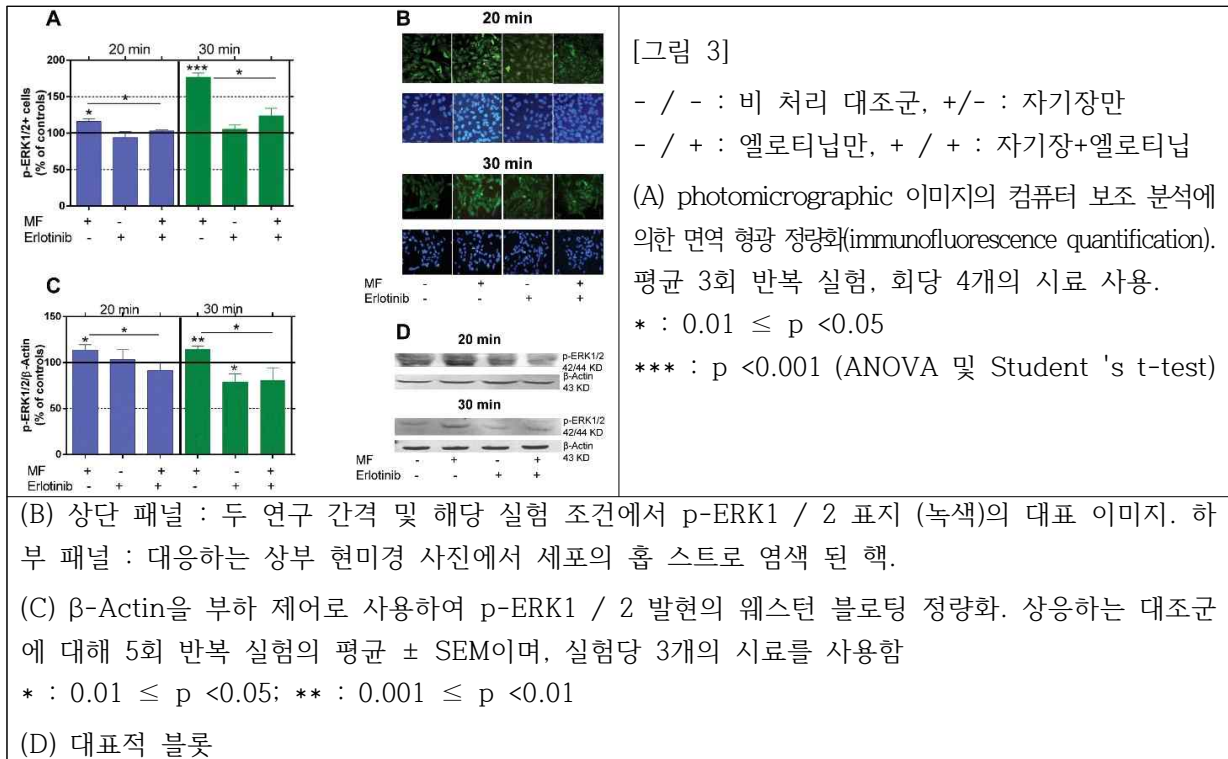 A
20 min 30 min
200
150
100
50
0
p-ERK1/2+ cells
(% of controls)
*
*
***
*
MF + - + + - +
Erlotinib - + + - + +
B
20 min
30 min
MF - + - +
Erlotinib - - + +
C
20 min 30 min
150
100
50
0
p-ERK1/2/β-Actin
(% of controls)
*
*
**
*
*
MF + - + + - +
Erlotinib - + + - + +
D
20 min
p-ERK1/2
42/44 KD
β-Actin
43 KD
30 min
p-ERK1/2
42/44 KD
β-Actin
43 KD
MF - + - +
Erlotinib - - + +
[그림 3]
- / - : 비 처리 대조군, +/- : 자기장만
- / + : 엘로티닙만, + / + : 자기장+엘로티닙
(A) photomicrographic 이미지의 컴퓨터 보조 분석에
의한 면역 형광 정량화(immunofluorescence quantification).
평균 3회 반복 실험, 회당 4개의 시료 사용.
* : 0.01 ≤ p <0.05
*** : p <0.001 (ANOVA 및 Student 's t-test)
(B) 상단 패널 : 두 연구 간격 및 해당 실험 조건에서 p-ERK1 / 2 표지 (녹색)의 대표 이미지. 하
부 패널 : 대응하는 상부 현미경 사진에서 세포의 홉 스트로 염색 된 핵.
(C) β-Actin을 부하 제어로 사용하여 p-ERK1 / 2 발현의 웨스턴 블로팅 정량화. 상응하는 대조군
에 대해 5회 반복 실험의 평균 ± SEM이며, 실험당 3개의 시료를 사용함
* : 0.01 ≤ p <0.05; ** : 0.001 ≤ p <0.01
(D) 대표적 블롯